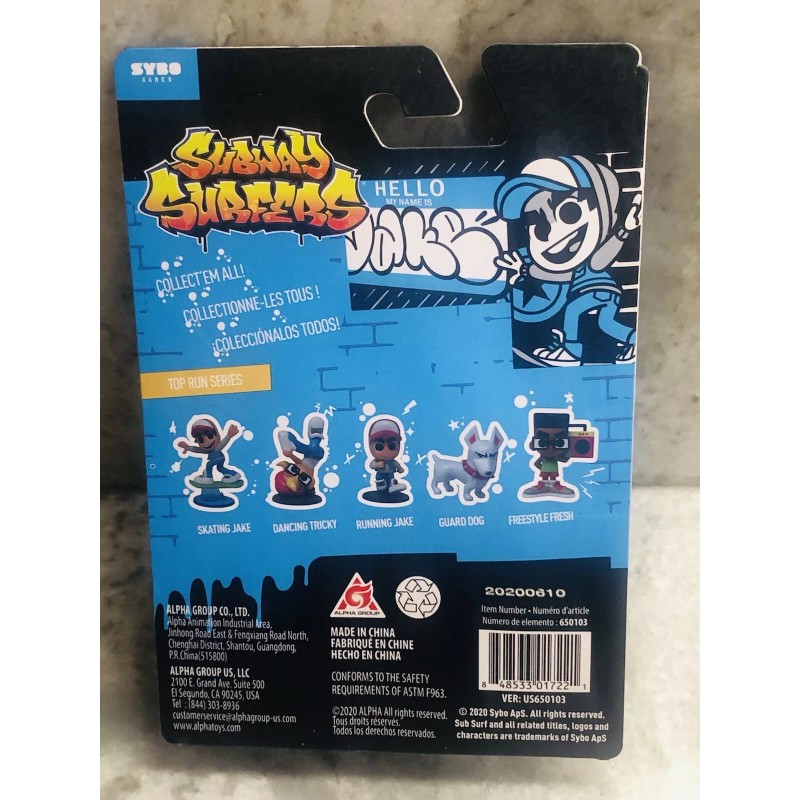 SYBO
GAMES
SUBWAY
SURFERS
HELLO
MY NAME IS
JAKE
COLLECT'EM ALL!
COLLECTIONNE-LES TOUS !
¡COLECCIÓNALOS TODOS!
TOP RUN SERIES
SKATING JAKE
DANCING TRICKY
RUNNING JAKE
GUARD DOG
FREESTYLE FRESH
ALPHA GROUP CO., LTD.
Alpha Animation Industrial Area,
Jinhong Road East & Fengxiang Road North,
Chenghai District, Shantou, Guangdong,
P.R.China(515800)
ALPHA GROUP US, LLC
2100 E. Grand Ave. Suite 500
El Segundo, CA 90245, USA
Tel : (844) 303-8936
customerservice@alphagroup-us.com
www.alphatoys.com
ALPHA GROUP
MADE IN CHINA
FABRIQUÉ EN CHINE
HECHO EN CHINA
CONFORMS TO THE SAFETY
REQUIREMENTS OF ASTM F963.
©2020 ALPHA All rights reserved.
Tous droits réservés.
Todos los derechos reservados.
20200610
Item Number • Numéro d'article
Número de elemento : 650103
8 48533 01722 1
VER: US650103
© 2020 Sybo ApS. All rights reserved.
Sub Surf and all related titles, logos and
characters are trademarks of Sybo ApS